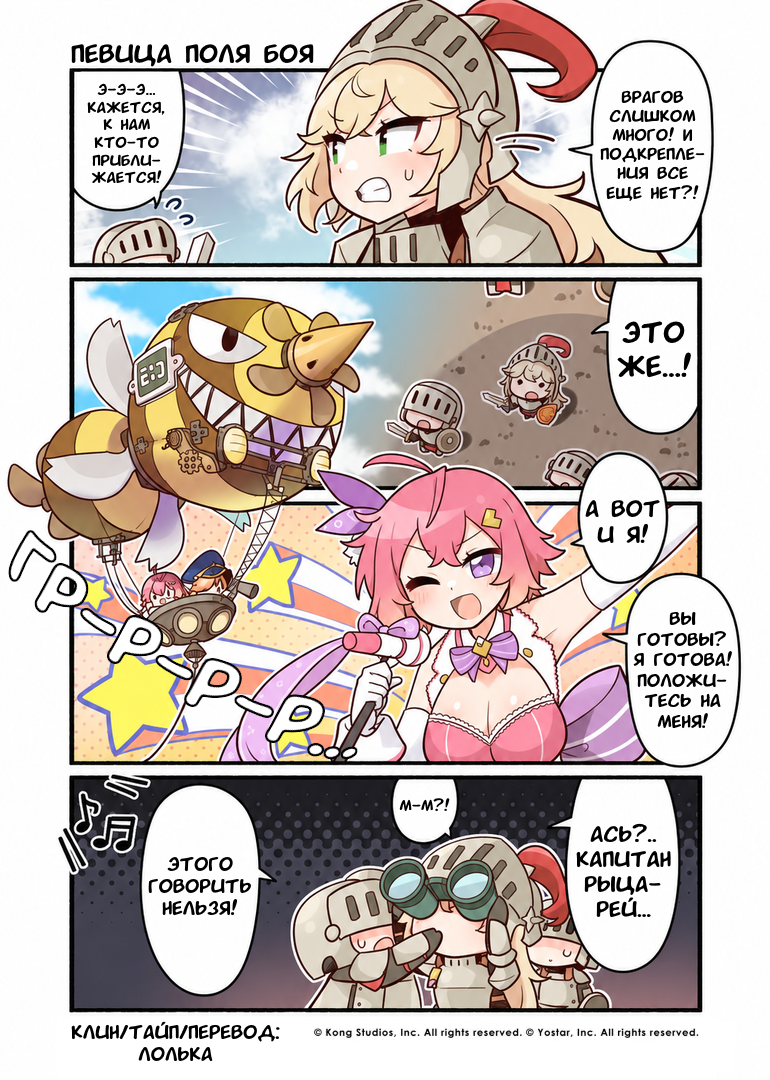 ПЕВИЦА ПОЛЯ БОЯ
ВРАГОВ
СЛИШКОМ
МНОГО! И
ПОДКРЕПЛЕ-
НИЯ ВСЕ
ЕЩЕ НЕТ?!
Э-Э-Э...
КАЖЕТСЯ,
К НАМ
КТО-ТО
ПРИБЛИ-
ЖАЕТСЯ!
ЭТО
ЖЕ...!
А ВОТ
И Я!
ГР-Р-Р-Р-Р...
ВЫ
ГОТОВЫ?
Я ГОТОВА!
ПОЛОЖИ-
ТЕСЬ НА
МЕНЯ!
АСЬ?..
КАПИТАН
РЫЦА-
РЕЙ...
М-М?!
ЭТОГО
ГОВОРИТЬ
НЕЛЬЗЯ!
КЛИН/ТАЙП/ПЕРЕВОД:
ЛОЛЬКА
© Kong Studios, Inc. All rights reserved. © Yostar, Inc. All rights reserved.